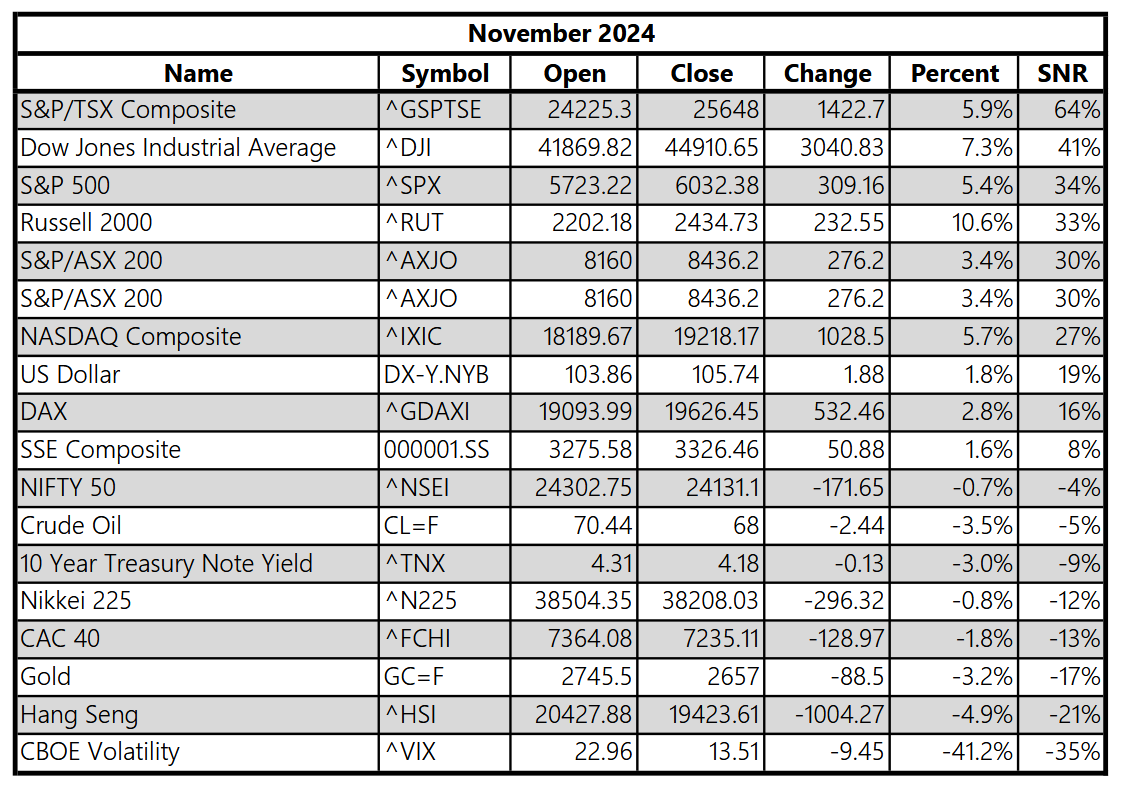 November 2024
Name Symbol Open Close Change Percent SNR
S&P/TSX Composite ^GSPTSE 24225.3 25648 1422.7 5.9% 64%
Dow Jones Industrial Average ^DJI 41869.82 44910.65 3040.83 7.3% 41%
S&P 500 ^SPX 5723.22 6032.38 309.16 5.4% 34%
Russell 2000 ^RUT 2202.18 2434.73 232.55 10.6% 33%
S&P/ASX 200 ^AXJO 8160 8436.2 276.2 3.4% 30%
S&P/ASX 200 ^AXJO 8160 8436.2 276.2 3.4% 30%
NASDAQ Composite ^IXIC 18189.67 19218.17 1028.5 5.7% 27%
US Dollar DX-Y.NYB 103.86 105.74 1.88 1.8% 19%
DAX ^GDAXI 19093.99 19626.45 532.46 2.8% 16%
SSE Composite 000001.SS 3275.58 3326.46 50.88 1.6% 8%
NIFTY 50 ^NSEI 24302.75 24131.1 -171.65 -0.7% -4%
Crude Oil CL=F 70.44 68 -2.44 -3.5% -5%
10 Year Treasury Note Yield ^TNX 4.31 4.18 -0.13 -3.0% -9%
Nikkei 225 ^N225 38504.35 38208.03 -296.32 -0.8% -12%
CAC 40 ^FCHI 7364.08 7235.11 -128.97 -1.8% -13%
Gold GC=F 2745.5 2657 -88.5 -3.2% -17%
Hang Seng ^HSI 20427.88 19423.61 -1004.27 -4.9% -21%
CBOE Volatility ^VIX 22.96 13.51 -9.45 -41.2% -35%